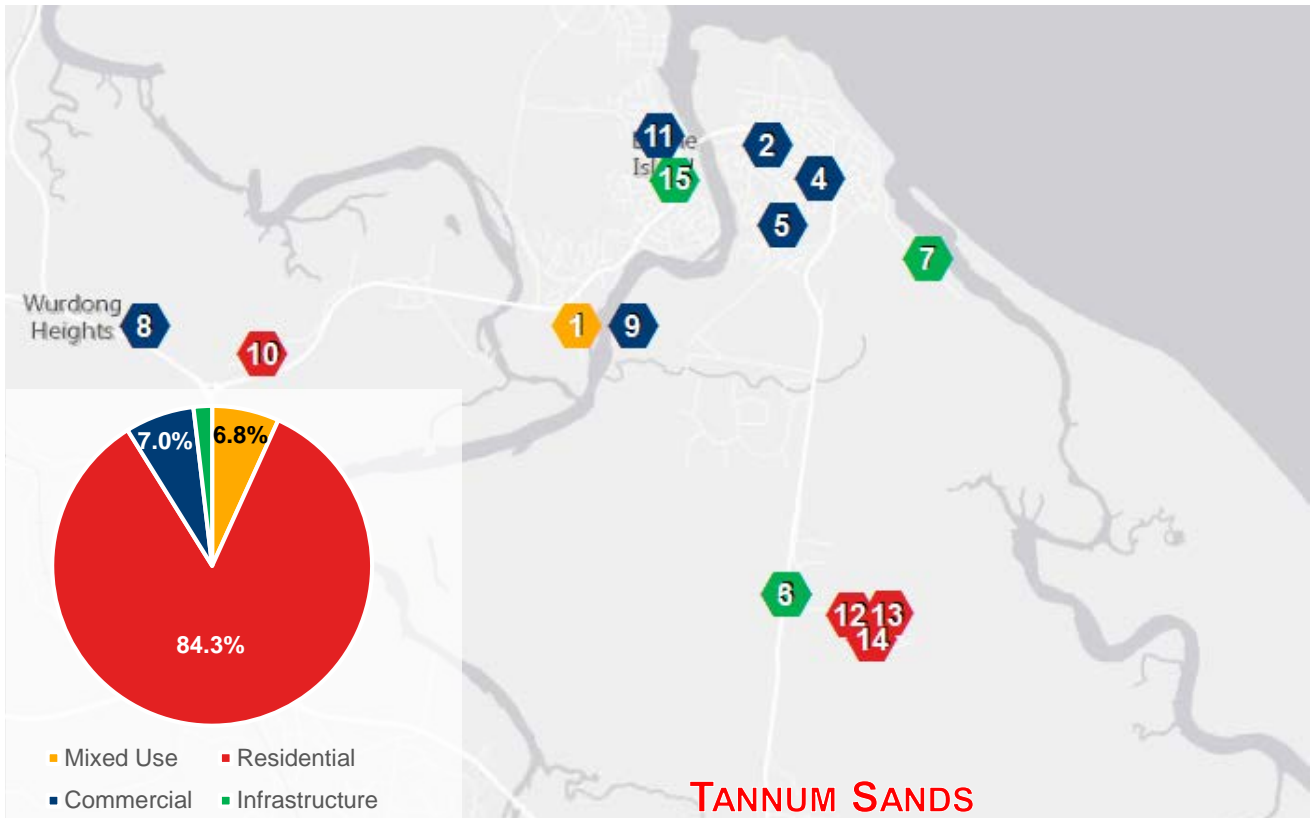 11
2
15
4
5
7
Wurdong
Heights
8
1
9
10
7.0%
6.8%
84.3%
12
13
14
Mixed Use
Residential
Commercial
Infrastructure
TANNUM SANDS